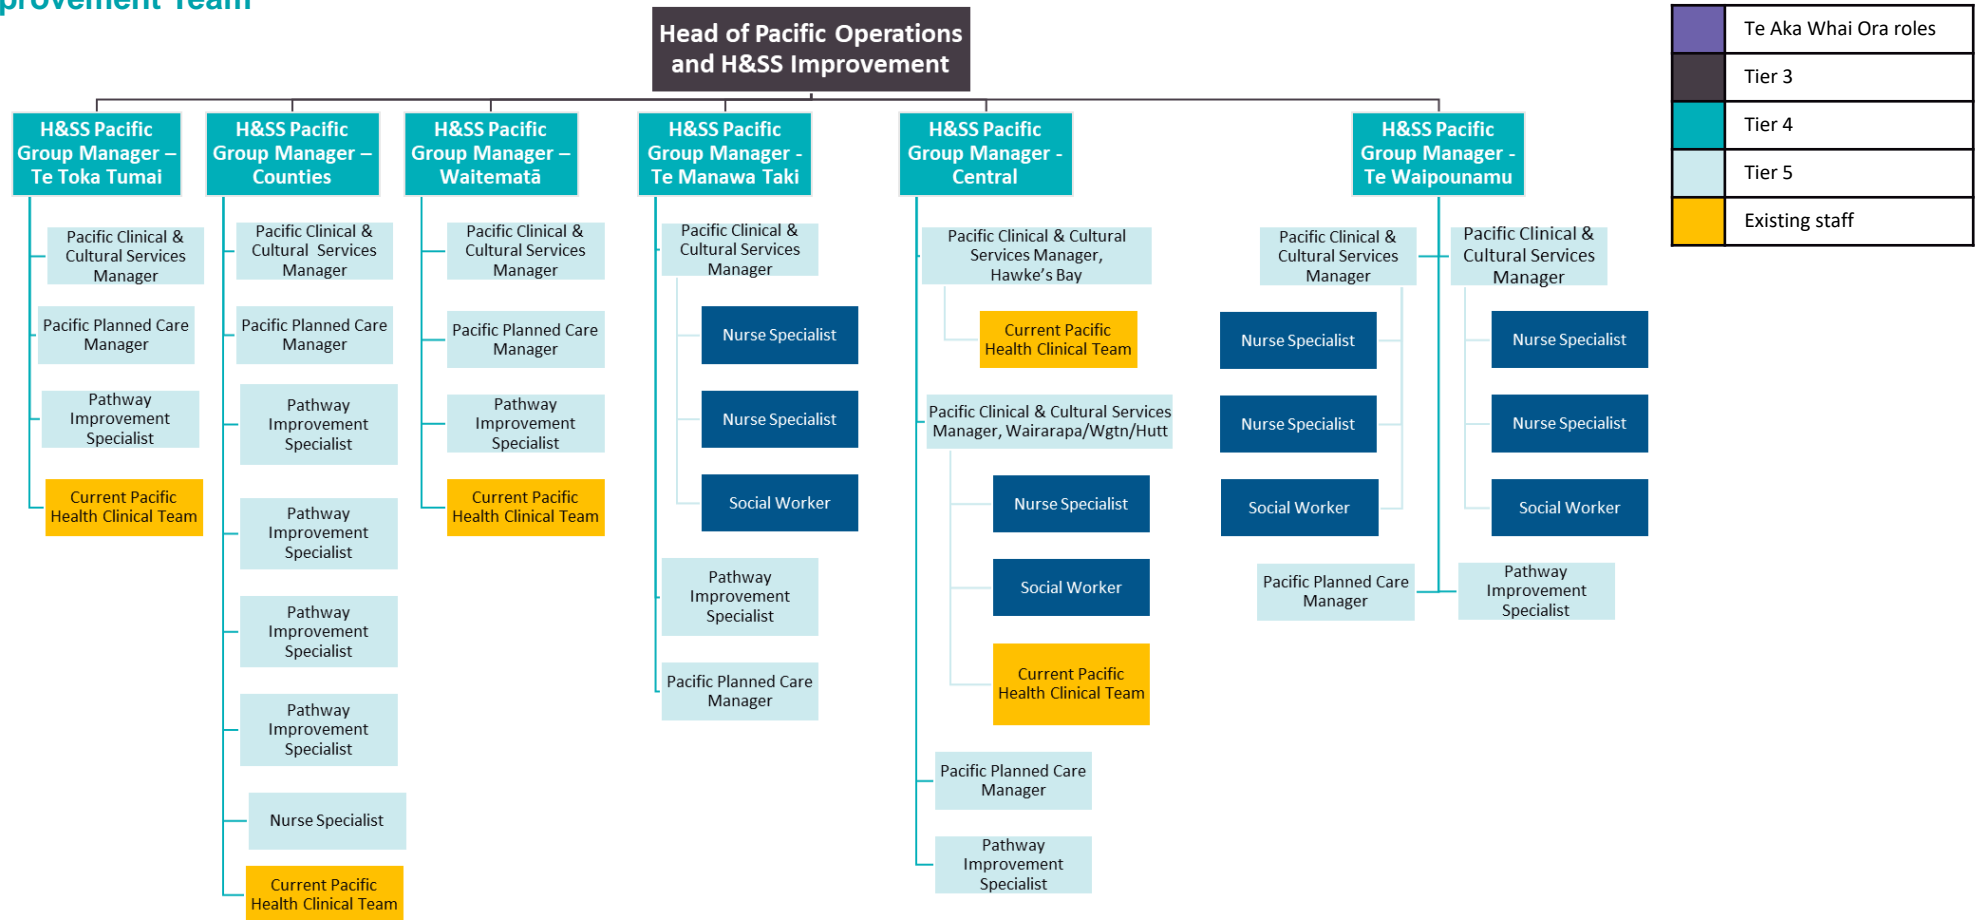 provement Team
Head of Pacific Operations
and H&SS Improvement
Te Aka Whai Ora roles
Tier 3
Tier 4
Tier 5
Existing staff
H&SS Pacific
Group Manager –
Te Toka Tumai
Pacific Clinical &
Cultural Services
Manager
Pacific Planned Care
Manager
Pathway
Improvement
Specialist
Current Pacific
Health Clinical Team
H&SS Pacific
Group Manager –
Counties
Pacific Clinical &
Cultural Services
Manager
Pacific Planned Care
Manager
Pathway
Improvement
Specialist
Pathway
Improvement
Specialist
Pathway
Improvement
Specialist
Pathway
Improvement
Specialist
Nurse Specialist
Current Pacific
Health Clinical Team
H&SS Pacific
Group Manager –
Waitematā
Pacific Clinical &
Cultural Services
Manager
Pacific Planned Care
Manager
Pathway
Improvement
Specialist
Current Pacific
Health Clinical Team
H&SS Pacific
Group Manager -
Te Manawa Taki
Pacific Clinical &
Cultural Services
Manager
Nurse Specialist
Nurse Specialist
Social Worker
Pathway
Improvement
Specialist
Pacific Planned Care
Manager
H&SS Pacific
Group Manager -
Central
Pacific Clinical & Cultural
Services Manager,
Hawke’s Bay
Current Pacific
Health Clinical Team
Pacific Clinical & Cultural Services
Manager, Wairarapa/Wgtn/Hutt
Nurse Specialist
Social Worker
Current Pacific
Health Clinical Team
Pacific Planned Care
Manager
Pathway
Improvement
Specialist
H&SS Pacific
Group Manager -
Te Waipounamu
Pacific Clinical &
Cultural Services
Manager
Nurse Specialist
Nurse Specialist
Social Worker
Pacific Planned Care
Manager
Pacific Clinical &
Cultural Services
Manager
Nurse Specialist
Nurse Specialist
Social Worker
Pathway
Improvement
Specialist